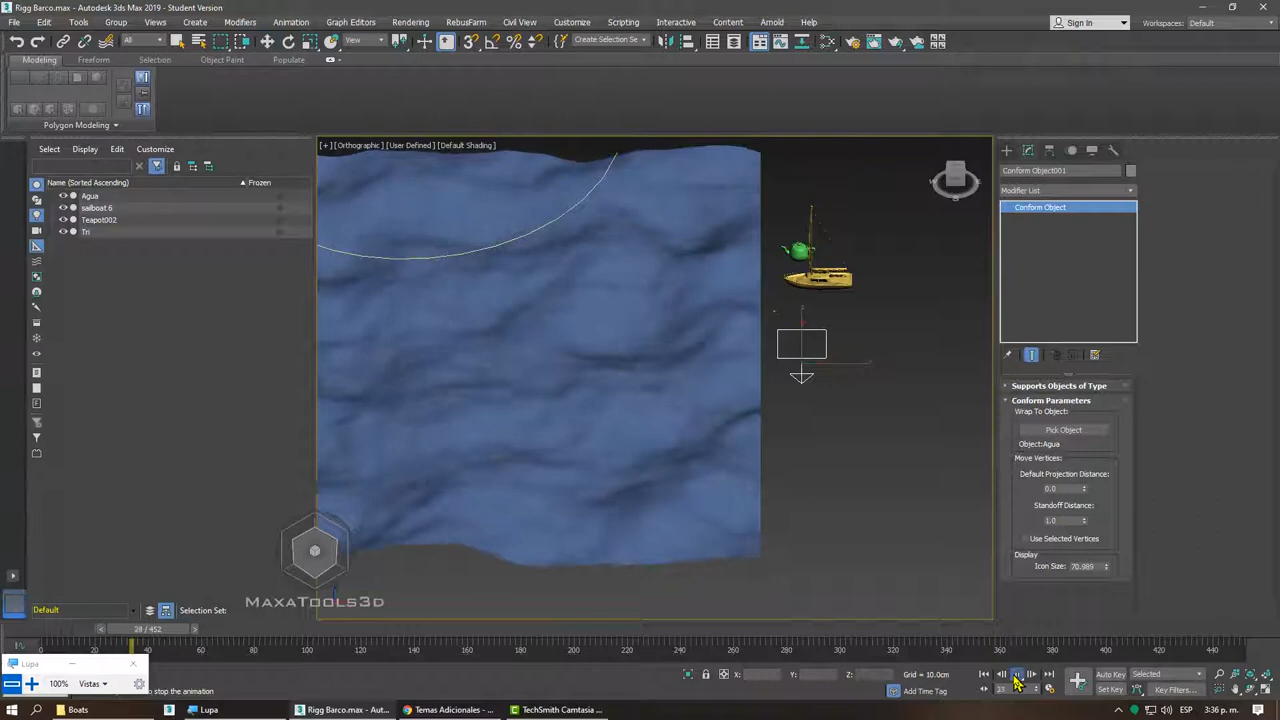 Rigg Barco.max - Autodesk 3ds Max 2019 - Student Version
File Edit Tools Group Views Create Modifiers Animation Graph Editors Rendering RebusFarm Civil View Customize Scripting Interactive Content Arnold Help
Sign In
Workspaces: Default
All
View
Create Selection Se
Modeling Freeform Selection Object Paint Populate
Polygon Modeling
Select Display Edit Customize
Name (Sorted Ascending) Frozen
Agua
sailboat 6
Teapot002
Tri
[+] [Orthographic] [User Defined] [Default Shading]
Conform Object001
Modifier List
Conform Object
Supports Objects of Type
Conform Parameters
Wrap To Object:
Pick Object
Object:Agua
Move Vertices:
Default Projection Distance:
0.0
Standoff Distance:
1.0
Use Selected Vertices
Display
Icon Size: 70.989
MaxaTools3d
Default
Selection Set:
28 / 452
0 20 40 60 80 100 120 140 160 180 200 220 240 260 280 300 320 340 360 380 400 420 440
Lupa
100% Vistas
to stop the animation
X: Y: Z: Grid = 10.0cm
Add Time Tag
33
Auto Key Selected
Set Key Key Filters...
Boats
Lupa
Rigg Barco.max - Aut...
Temas Adicionales -...
TechSmith Camtasia ...
ESP 3:36 p. m.